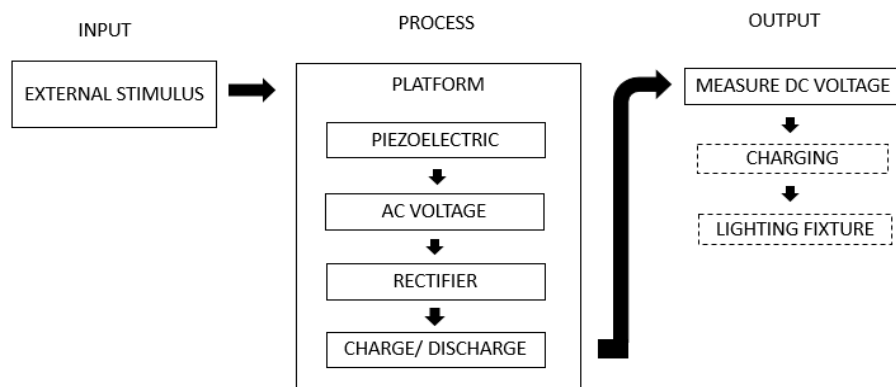 INPUT
EXTERNAL STIMULUS
PROCESS
PLATFORM
PIEZOELECTRIC
AC VOLTAGE
RECTIFIER
CHARGE/ DISCHARGE
OUTPUT
MEASURE DC VOLTAGE
CHARGING
LIGHTING FIXTURE